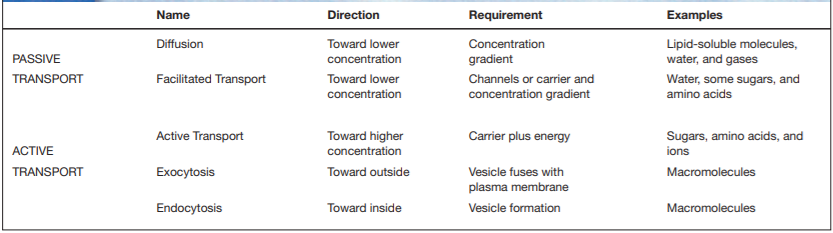 Name Direction Requirement Examples
Diffusion Toward lower Concentration Lipid-soluble molecules,
PASSIVE concentration gradient water, and gases
TRANSPORT Facilitated Transport Toward lower Channels or carrier and Water, some sugars, and
concentration concentration gradient amino acids
Active Transport Toward higher Carrier plus energy Sugars, amino acids, and
ACTIVE concentration ions
TRANSPORT Exocytosis Toward outside Vesicle fuses with Macromolecules
plasma membrane
Endocytosis Toward inside Vesicle formation Macromolecules